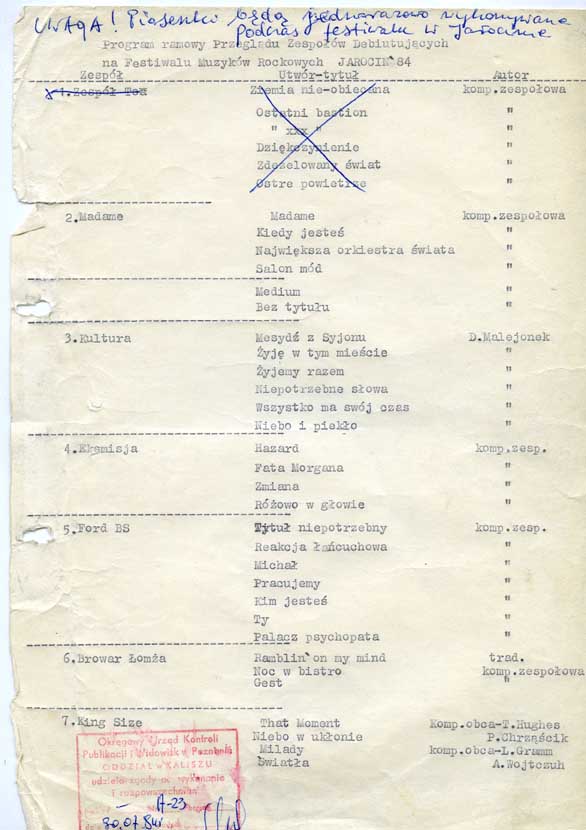 UWAGA! Piosenki będą jednorazowo wykonywane
podczas festiwalu w Jarocinie
Program ramowy Przeglądu Zespołów Debiutujących
na Festiwalu Muzyków Rockowych JAROCIN'84
Zespół Utwór-tytuł Autor
1.Zespół Tea Ziemia nie-obiecana komp.zespołowa
Ostatni bastion "
" xxx " "
Dziękczynienie "
Zdezelowany świat "
Ostre powietrze "
2.Madame Madame komp.zespołowa
Kiedy jesteś "
Największa orkiestra świata "
Salon mód "
Medium "
Bez tytułu "
3.Kultura Mesydż z Syjonu D.Malejonek
Żyję w tym mieście "
Żyjemy razem "
Niepotrzebne słowa "
Wszystko ma swój czas "
Niebo i piekło "
4.Eksmisja Hazard komp.zesp.
Fata Morgana "
Zmiana "
Różowo w głowie "
5.Ford BS Tytuł niepotrzebny komp.zesp.
Reakcja łańcuchowa "
Michał "
Pracujemy "
Kim jesteś "
Ty "
Palacz psychopata "
6.Browar Łomża Ramblin'on my mind trad.
Noc w bistro komp.zespołowa
Gest "
7.King Size That Moment Komp.obca-T.Hughes
Niebo w ukłonie P.Chrząścik
Milady komp.obca-L.Gramm
Światła A.Wojtczuh
Okręgowy Urząd Kontroli
Publikacji i Widowisk w Poznaniu
ODDZIAŁ W KALISZU
udziela zgody na wykonanie
i rozpowszechnianie
A-23
30.07.84r